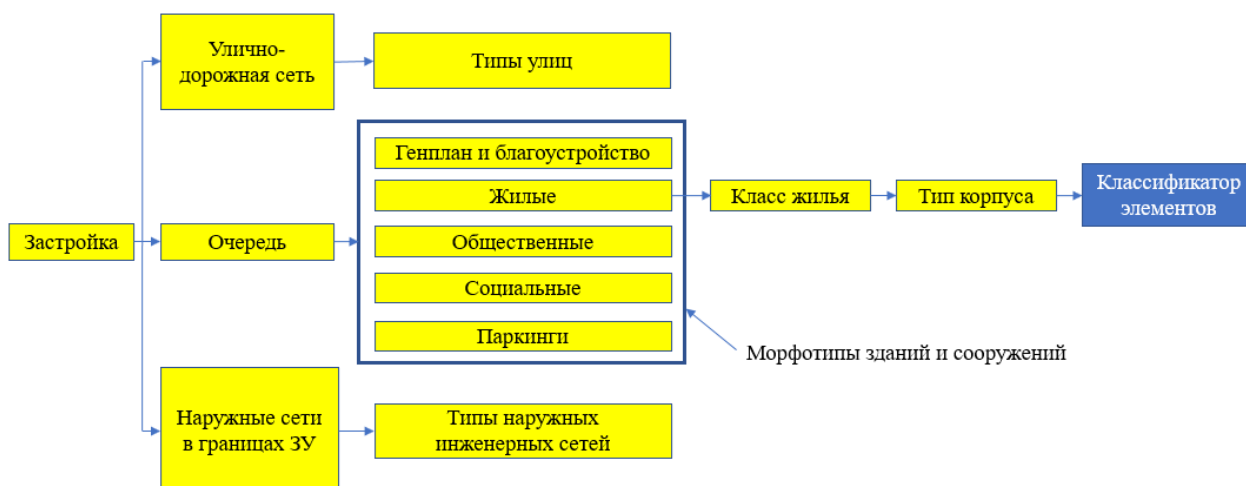 Улично-
дорожная сеть
Типы улиц
Генплан и благоустройство
Жилые
Класс жилья
Тип корпуса
Классификатор
элементов
Застройка
Очередь
Общественные
Социальные
Паркинги
Морфотипы зданий и сооружений
Наружные сети
в границах ЗУ
Типы наружных
инженерных сетей